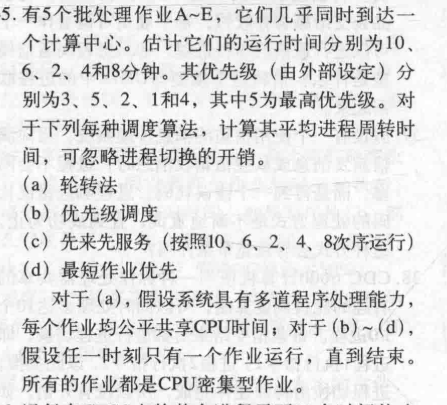 5. 有5个批处理作业A~E，它们几乎同时到达一
个计算中心。估计它们的运行时间分别为10、
6、2、4和8分钟。其优先级（由外部设定）分
别为3、5、2、1和4，其中5为最高优先级。对
于下列每种调度算法，计算其平均进程周转时
间，可忽略进程切换的开销。
(a) 轮转法
(b) 优先级调度
(c) 先来先服务（按照10、6、2、4、8次序运行）
(d) 最短作业优先
对于(a)，假设系统具有多道程序处理能力，
每个作业均公平共享CPU时间；对于(b)~(d)，
假设任一时刻只有一个作业运行，直到结束。
所有的作业都是CPU密集型作业。